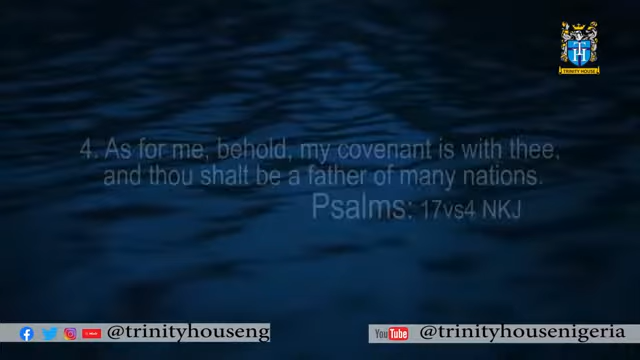 TRINITY HOUSE
4. As for me, behold, my covenant is with thee,
and thou shalt be a father of many nations.
Psalms: 17vs4 NKJ
@trinityhouseng
YouTube @trinityhousenigeria